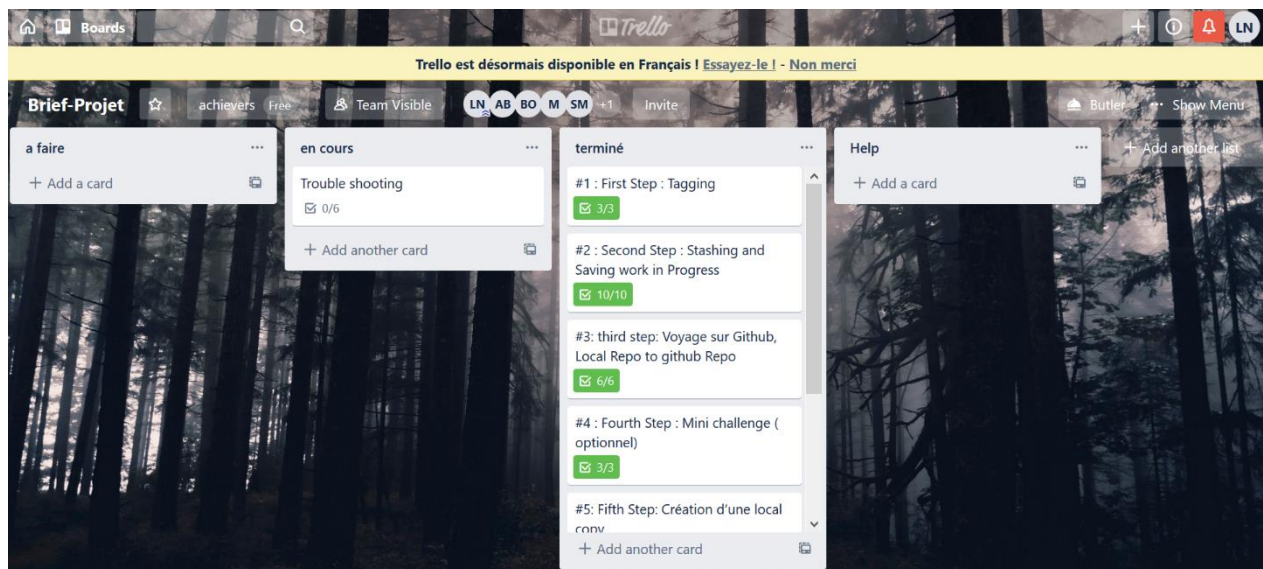 Boards
Trello
LN
Trello est désormais disponible en Français ! Essayez-le ! - Non merci
Brief-Projet
achievers Free
Team Visible
LN AB BO M SM +1
Invite
Butler
··· Show Menu
a faire ···
+ Add a card
en cours ···
Trouble shooting
0/6
+ Add another card
terminé ···
#1 : First Step : Tagging
3/3
#2 : Second Step : Stashing and
Saving work in Progress
10/10
#3: third step: Voyage sur Github,
Local Repo to github Repo
6/6
#4 : Fourth Step : Mini challenge (
optionnel)
3/3
#5: Fifth Step: Création d’une local
copy
+ Add another card
Help ···
+ Add a card
+ Add another list